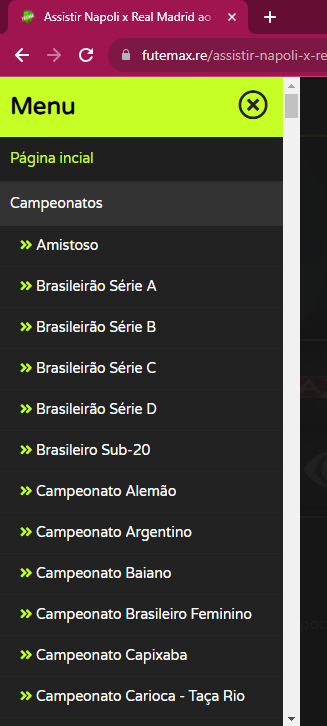 Assistir Napoli x Real Madrid ao
futemax.re/assistir-napoli-x-re
Menu
Página incial
Campeonatos
Amistoso
Brasileirão Série A
Brasileirão Série B
Brasileirão Série C
Brasileirão Série D
Brasileiro Sub-20
Campeonato Alemão
Campeonato Argentino
Campeonato Baiano
Campeonato Brasileiro Feminino
Campeonato Capixaba
Campeonato Carioca - Taça Rio